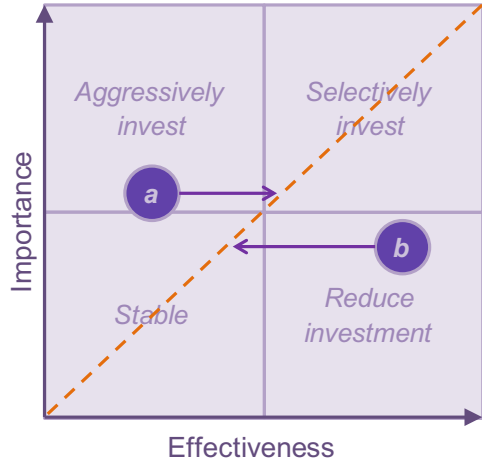 Aggressively
invest
Selectively
invest
a
b
Importance
Stable
Reduce
investment
Effectiveness